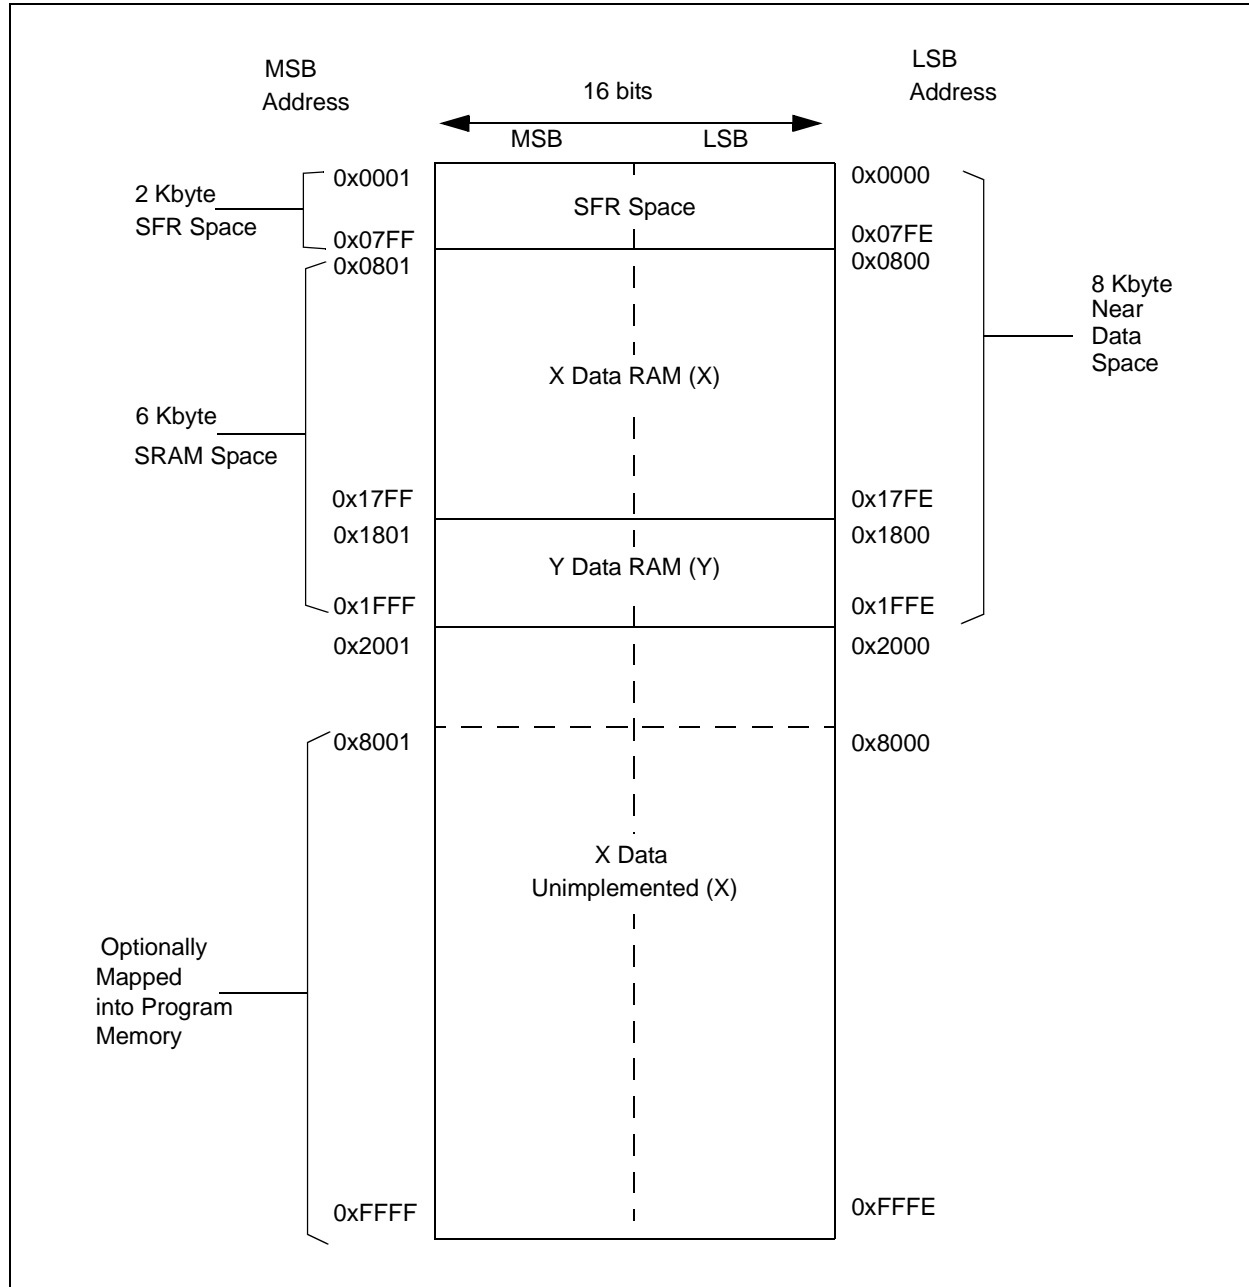 MSB
Address
LSB
Address
16 bits
MSB
LSB
0x0001
0x0000
2 Kbyte
SFR Space
SFR Space
0x07FF
0x07FE
0x0801
0x0800
8 Kbyte
Near
Data
Space
X Data RAM (X)
6 Kbyte
SRAM Space
0x17FF
0x17FE
0x1801
0x1800
Y Data RAM (Y)
0x1FFF
0x1FFE
0x2001
0x2000
0x8001
0x8000
X Data
Unimplemented (X)
Optionally
Mapped
into Program
Memory
0xFFFF
0xFFFE